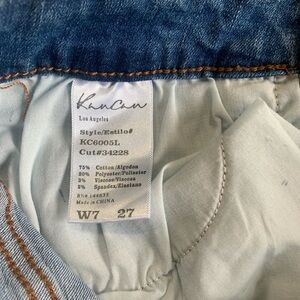 KanCan
Los Angeles
Style/Estilo#
KC6005L
Cut#34228
75% Cotton/Algodon
20% Polyester/Poliester
3% Viscose/Viscosa
2% Spandex/Elastano
Made in CHINA
W7 27